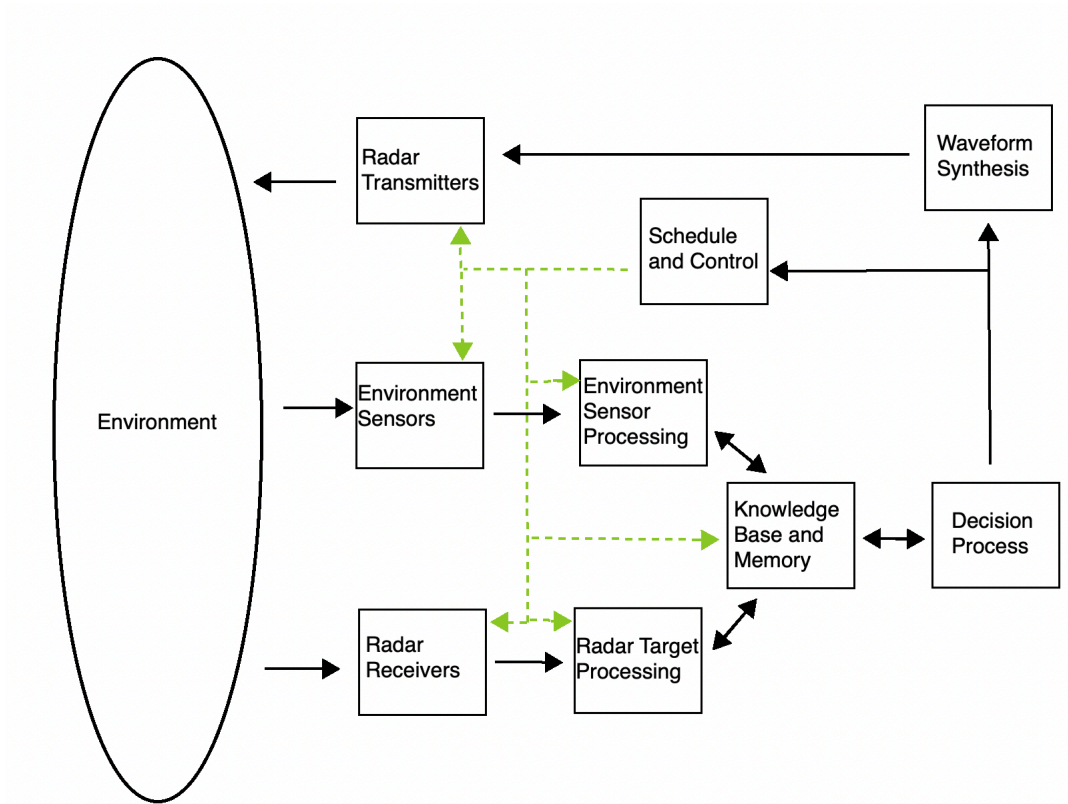 Waveform
Synthesis
Radar
Transmitters
Schedule
and Control
Environment
Sensors
Environment
Sensor
Processing
Environment
Knowledge
Base and
Memory
Decision
Process
Radar
Receivers
Radar Target
Processing